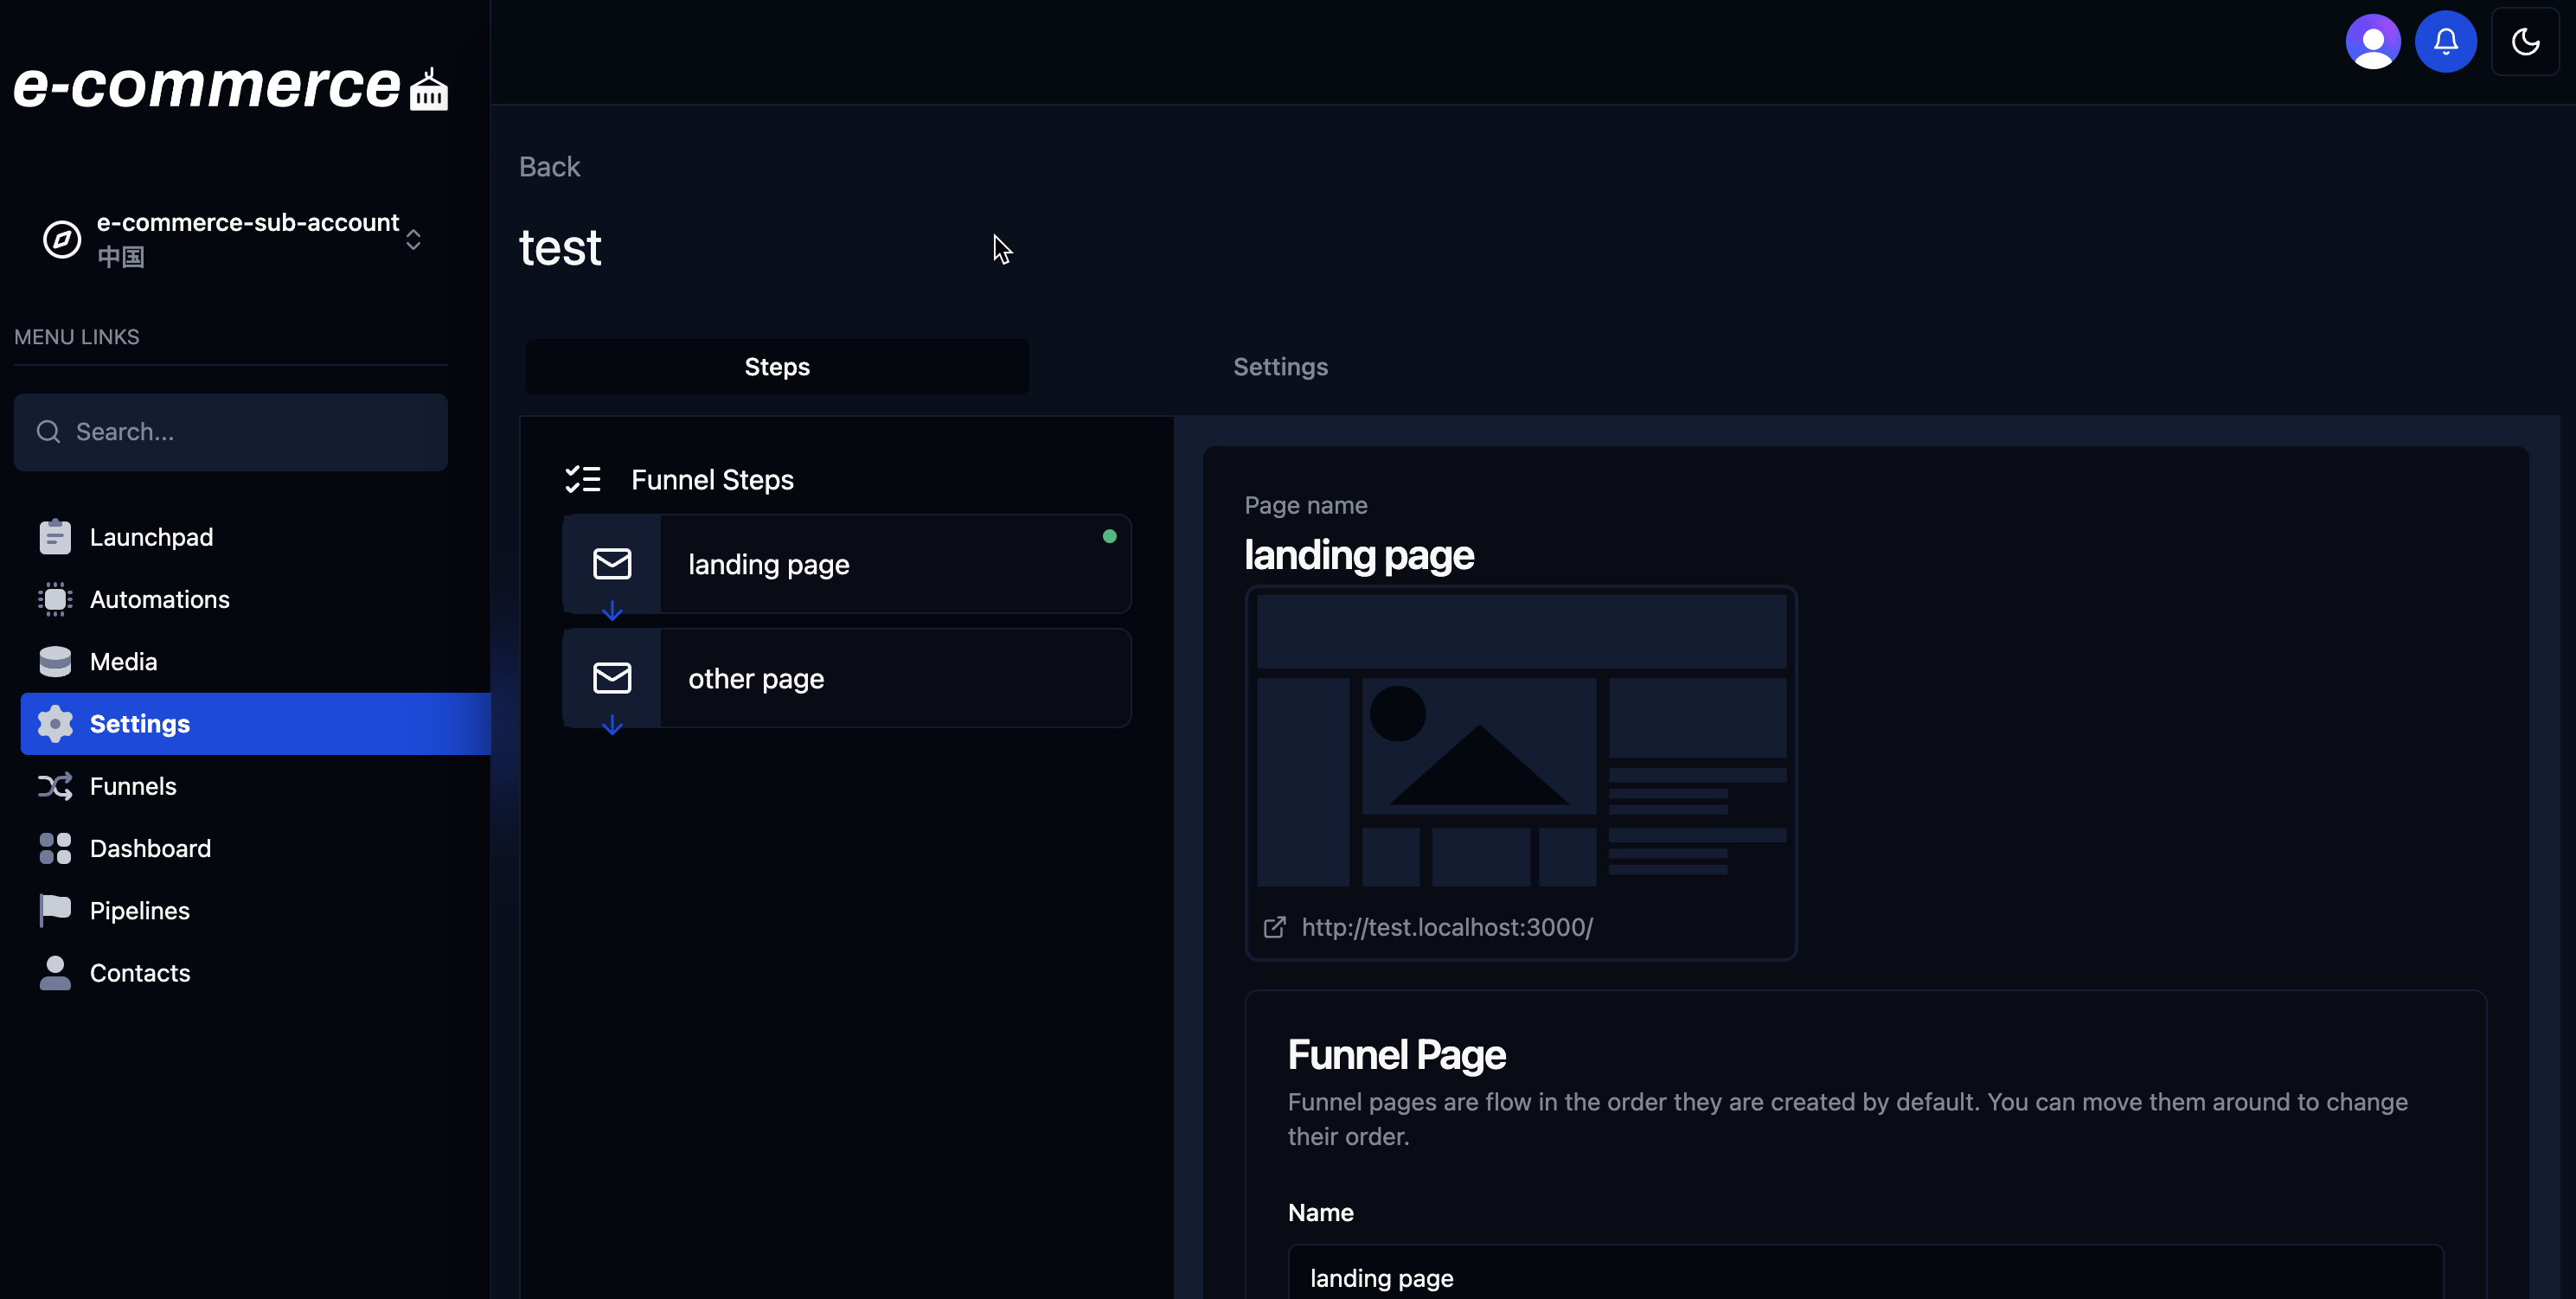 e-commerce
e-commerce-sub-account
中国
MENU LINKS
Search...
Launchpad
Automations
Media
Settings
Funnels
Dashboard
Pipelines
Contacts
Back
test
Steps
Settings
Funnel Steps
landing page
other page
Page name
landing page
http://test.localhost:3000/
Funnel Page
Funnel pages are flow in the order they are created by default. You can move them around to change
their order.
Name
landing page